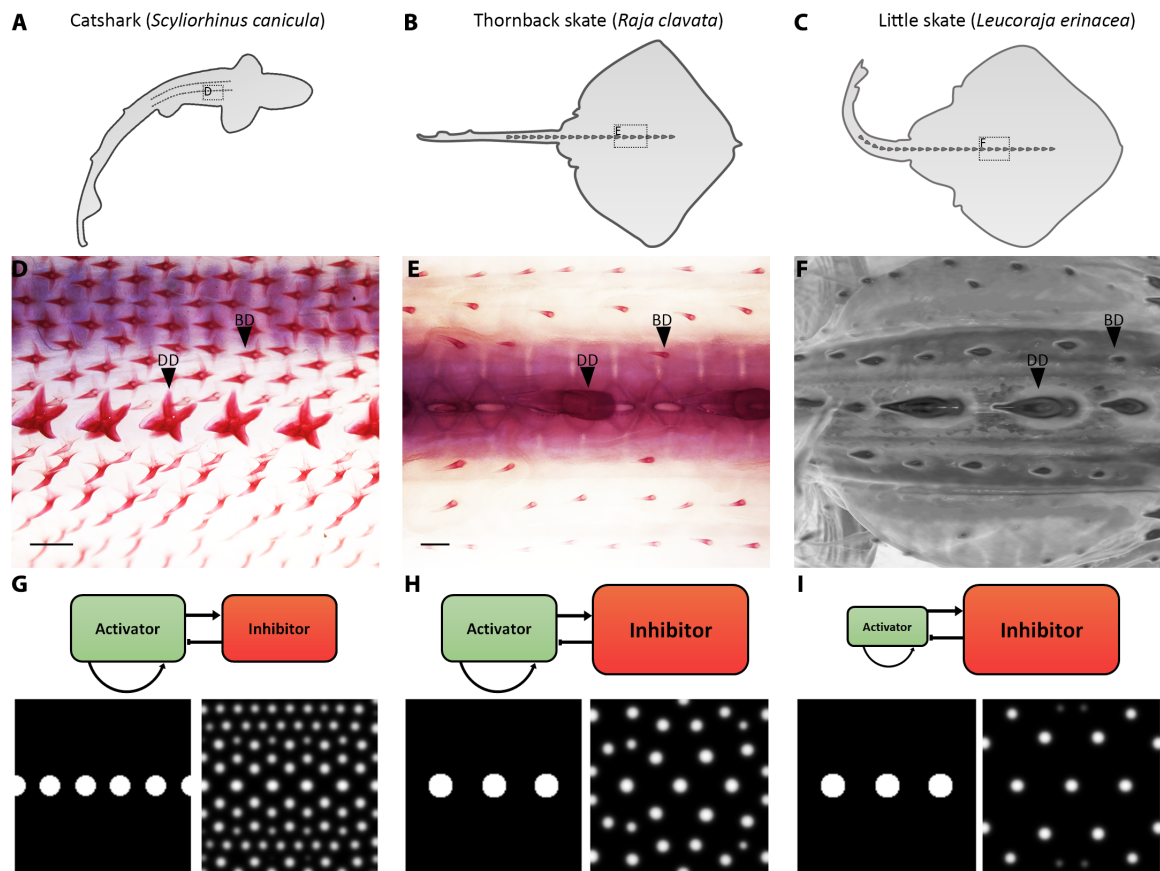 A Catshark (Scyliorhinus canicula)
B Thornback skate (Raja clavata)
C Little skate (Leucoraja erinacea)
D
E
F
D
BD
DD
E
BD
DD
F
BD
DD
G
Activator
Inhibitor
H
Activator
Inhibitor
I
Activator
Inhibitor